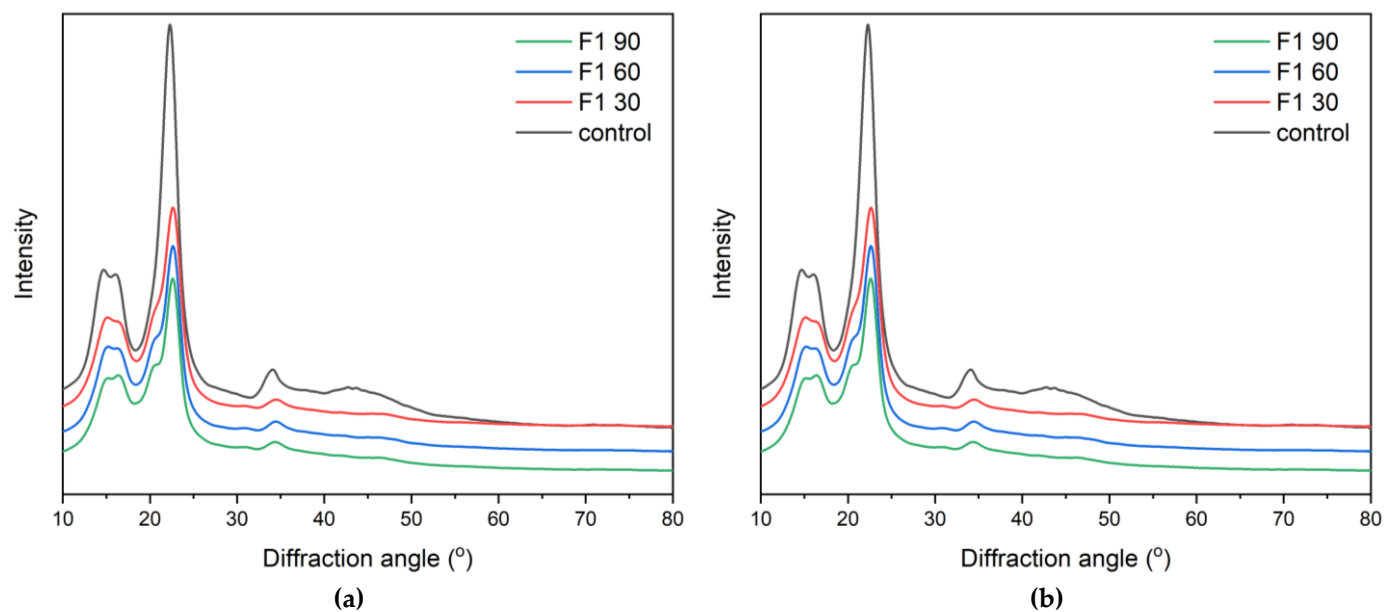 F1 90
F1 60
F1 30
control
Intensity
10 20 30 40 50 60 70 80
Diffraction angle (o)
(a)
F1 90
F1 60
F1 30
control
Intensity
10 20 30 40 50 60 70 80
Diffraction angle (o)
(b)